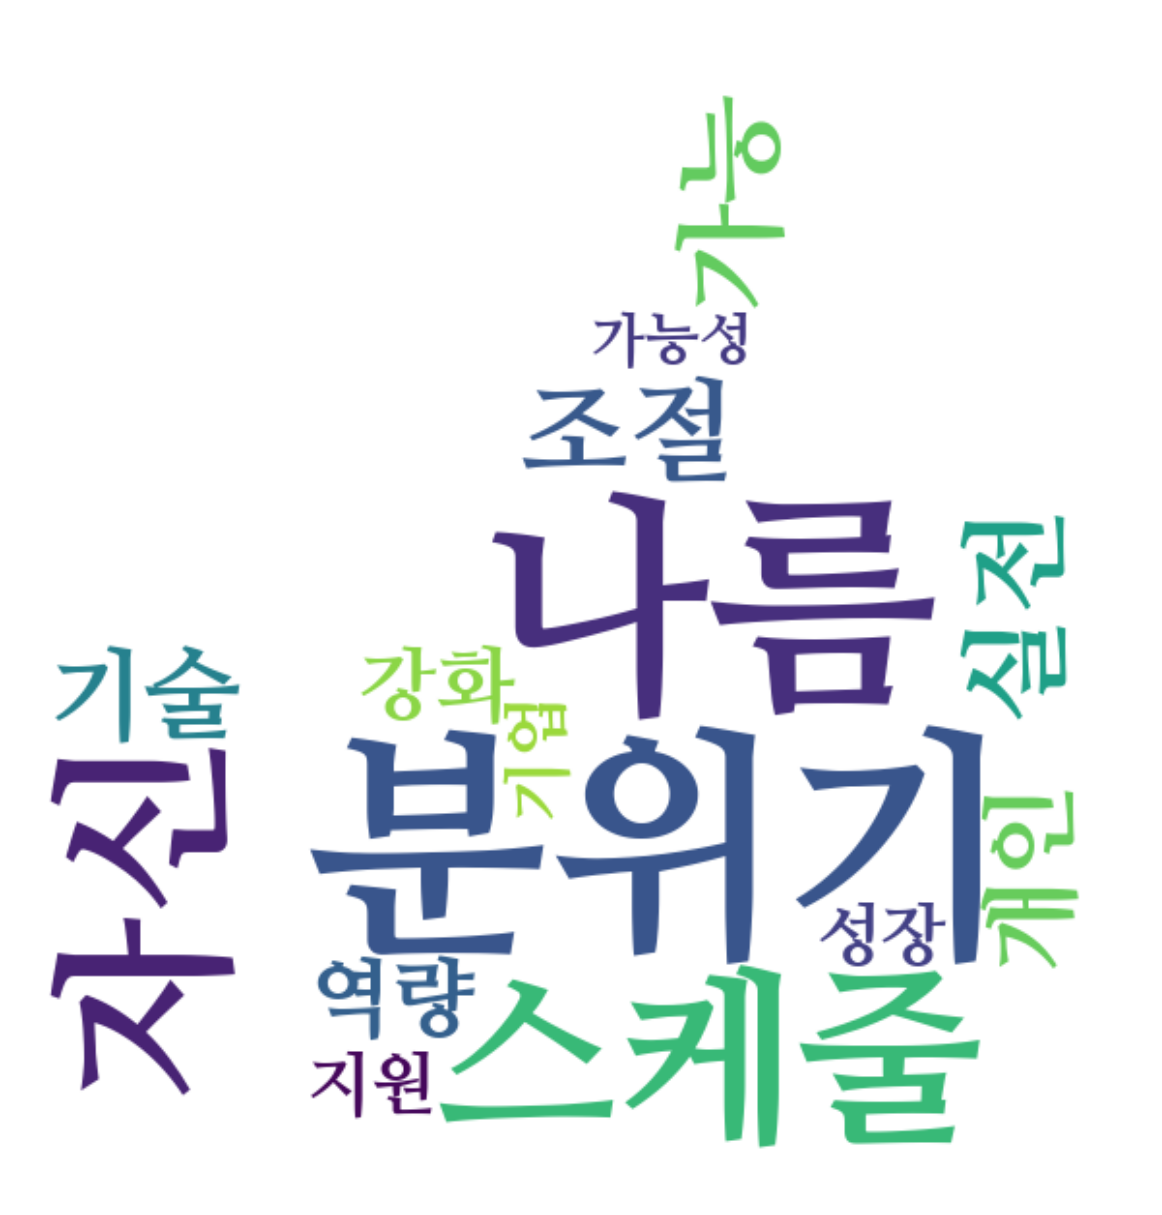 가능
가능성
조절
나름
실전
기술
강화
기업
자신
분위기
개인
성장
역량
스케줄
지원